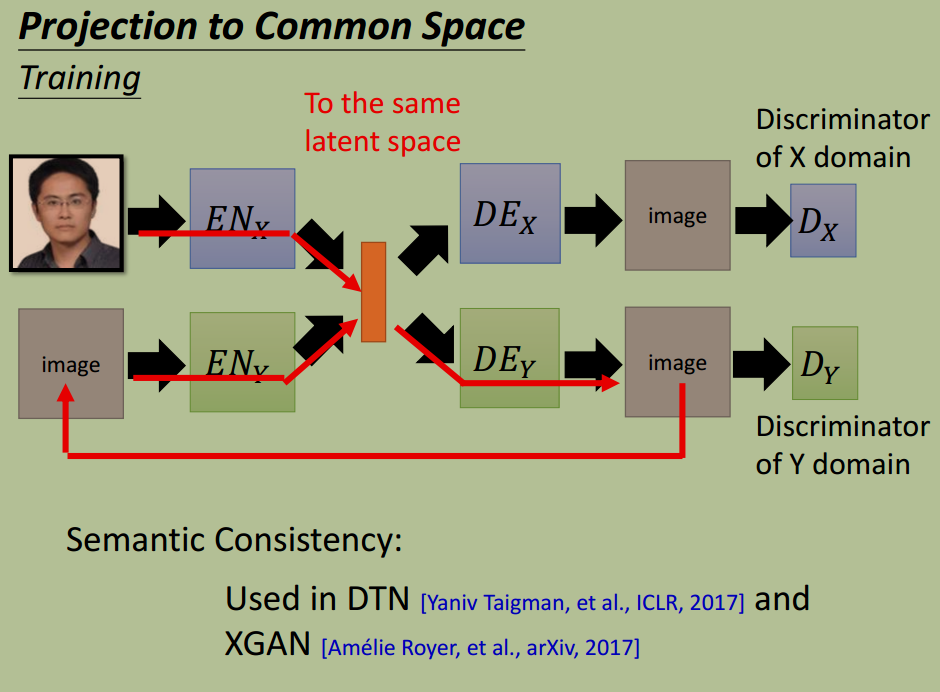 Projection to Common Space
Training
To the same
latent space
Discriminator
of X domain
EN_X
DE_X
image
D_X
image
EN_Y
DE_Y
image
D_Y
Discriminator
of Y domain
Semantic Consistency:
Used in DTN [Yaniv Taigman, et al., ICLR, 2017] and
XGAN [Amélie Royer, et al., arXiv, 2017]